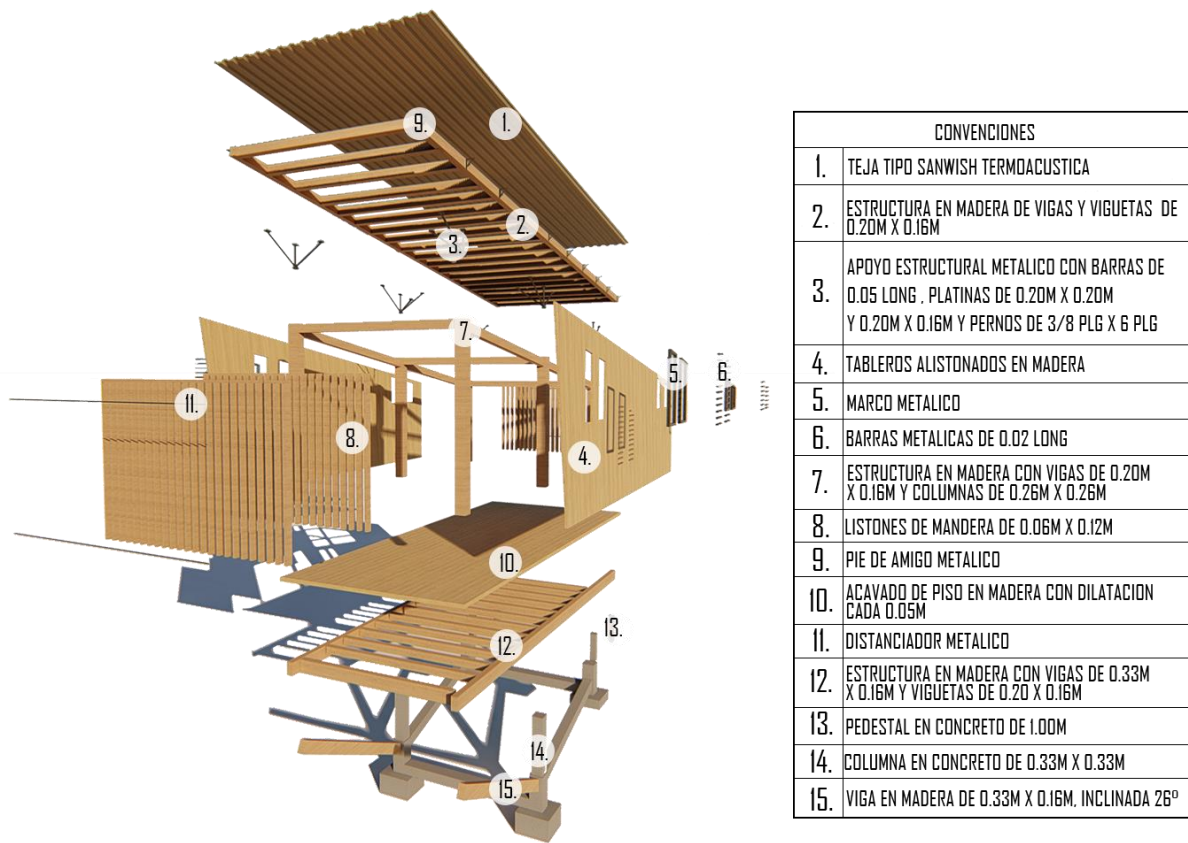 1.
9.
2.
3.
7.
5.
6.
11.
8.
4.
10.
13.
12.
14.
15.
CONVENCIONES
1. TEJA TIPO SANWISH TERMOACUSTICA
2. ESTRUCTURA EN MADERA DE VIGAS Y VIGUETAS DE
0.20M X 0.16M
3. APOYO ESTRUCTURAL METALICO CON BARRAS DE
0.05 LONG , PLATINAS DE 0.20M X 0.20M
Y 0.20M X 0.16M Y PERNOS DE 3/8 PLG X 6 PLG
4. TABLEROS ALISTONADOS EN MADERA
5. MARCO METALICO
6. BARRAS METALICAS DE 0.02 LONG
7. ESTRUCTURA EN MADERA CON VIGAS DE 0.20M
X 0.16M Y COLUMNAS DE 0.26M X 0.26M
8. LISTONES DE MANDERA DE 0.06M X 0.12M
9. PIE DE AMIGO METALICO
10. ACAVADO DE PISO EN MADERA CON DILATACION
CADA 0.05M
11. DISTANCIADOR METALICO
12. ESTRUCTURA EN MADERA CON VIGAS DE 0.33M
X 0.16M Y VIGUETAS DE 0.20 X 0.16M
13. PEDESTAL EN CONCRETO DE 1.00M
14. COLUMNA EN CONCRETO DE 0.33M X 0.33M
15. VIGA EN MADERA DE 0.33M X 0.16M, INCLINADA 26º